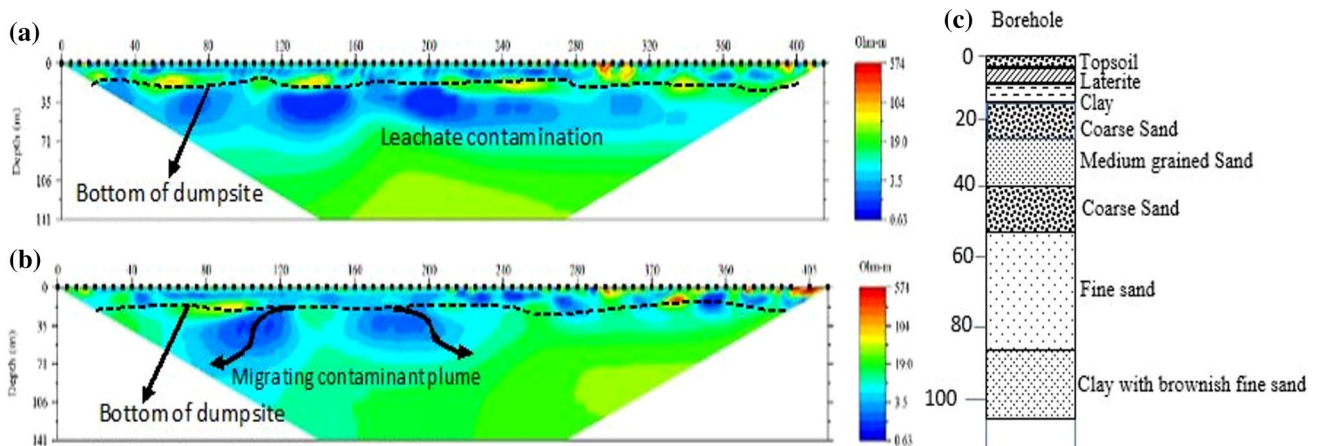 (a)
0 40 80 120 160 200 240 280 320 360 400
Ohm-m
Depth (m)
0
35
71
106
141
574
104
19.0
3.5
0.63
Leachate contamination
Bottom of dumpsite
(b)
0 40 80 120 160 200 240 280 320 360
Ohm-m
Depth (m)
0
71
106
141
571
104
19.0
3.5
0.63
Migrating contaminant plume
Bottom of dumpsite
(c) Borehole
0
Topsoil
Laterite
Clay
20
Coarse Sand
Medium grained Sand
40
Coarse Sand
60
Fine sand
80
Clay with brownish fine sand
100